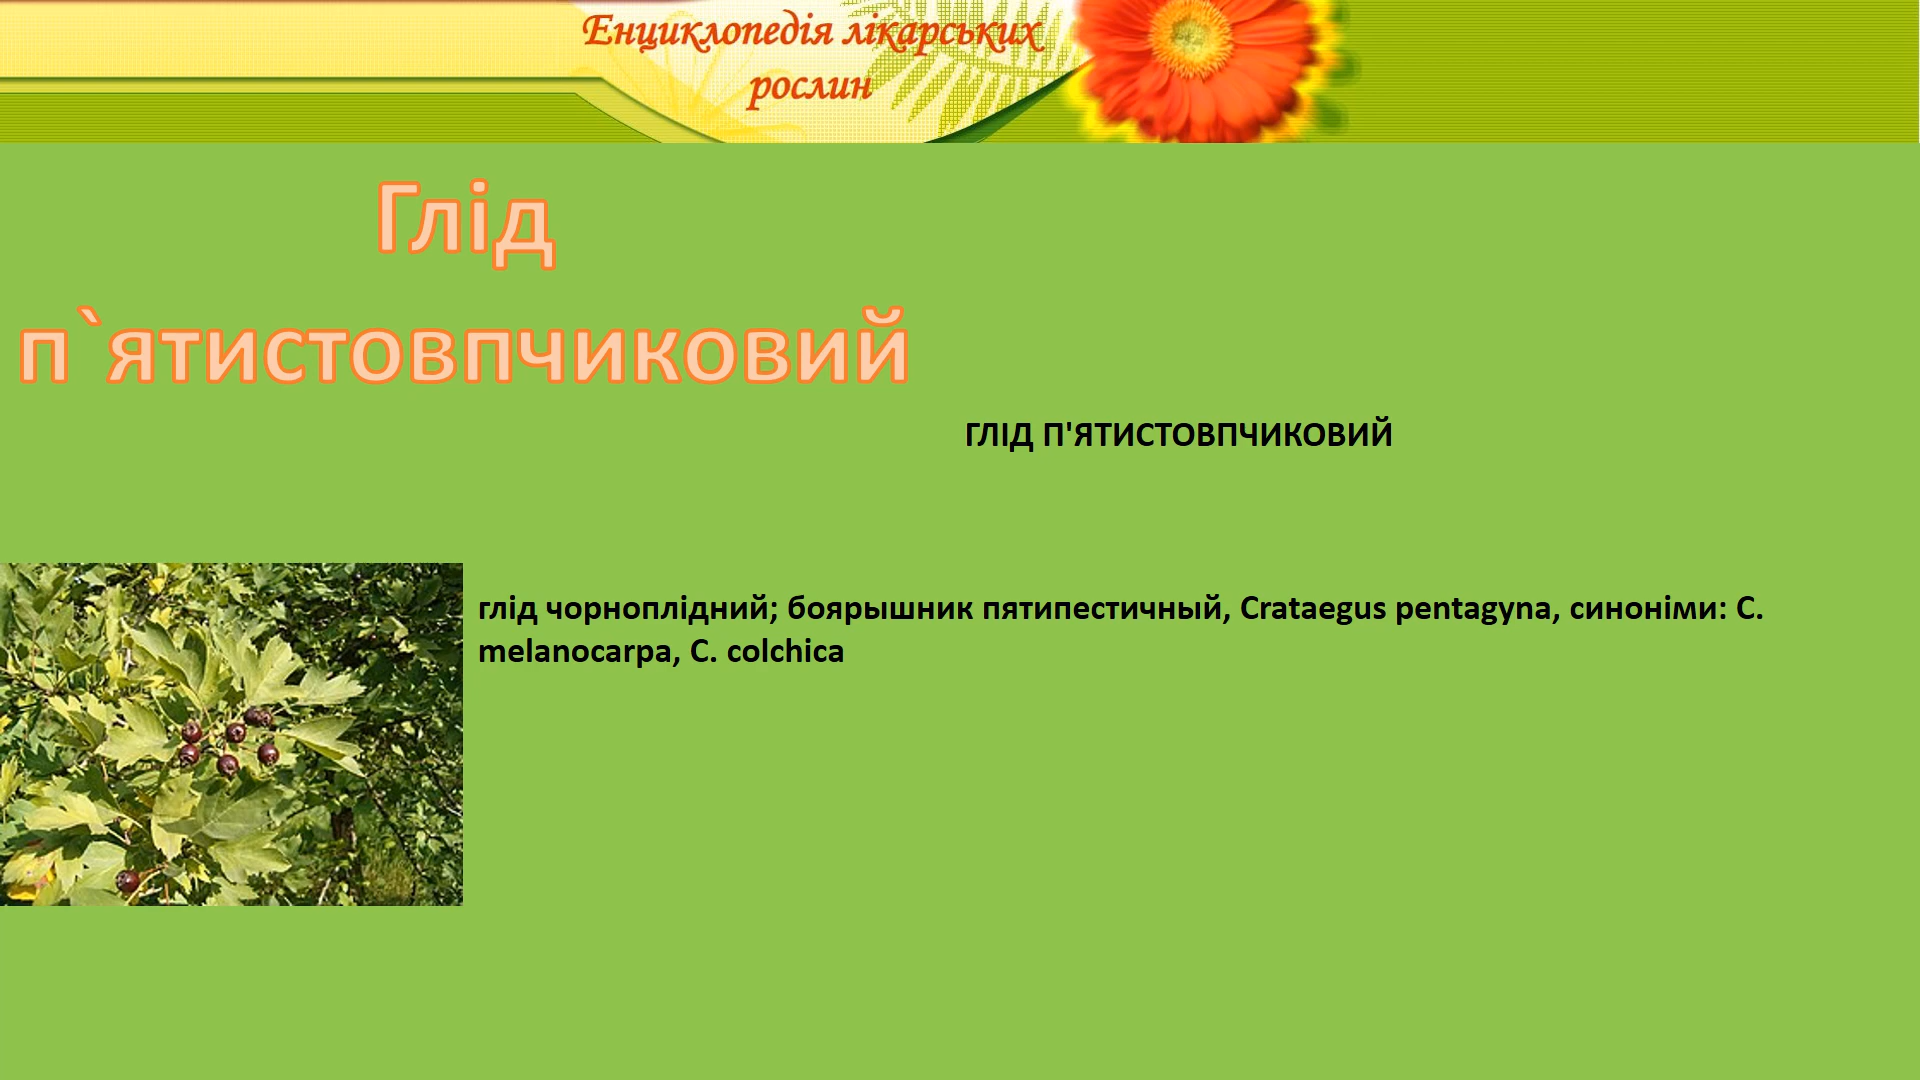 Енциклопедія лікарських
рослин
Глід
п`ятистовпчиковий
ГЛІД П'ЯТИСТОВПЧИКОВИЙ
глід чорноплідний; боярышник пятипестичный, Crataegus pentagyna, синоніми: C.
melanocarpa, C. colchica